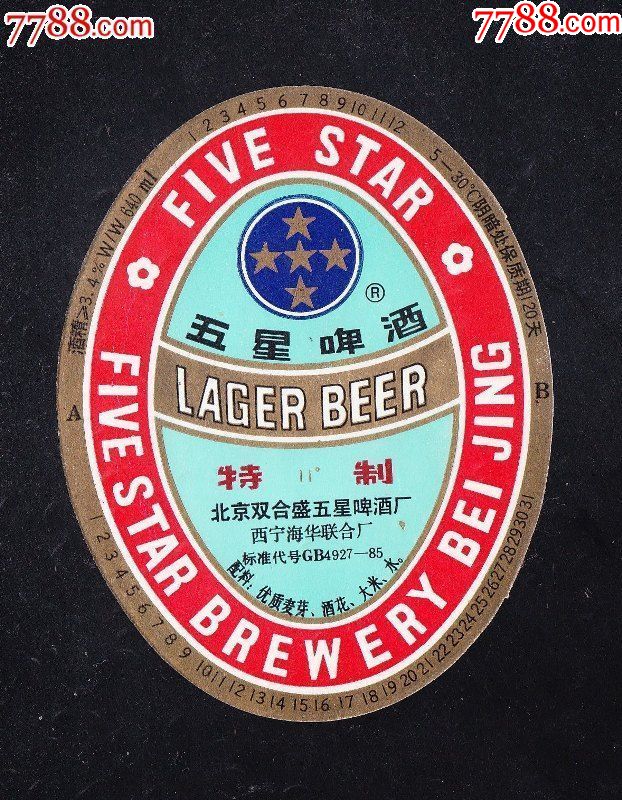 7788.com
7788.com
1 2 3 4 5 6 7 8 9 10 11 12
酒精≥3.4%W/W 640 ml
5—30℃阴暗处保质期120天
FIVE STAR
®
五星啤酒
LAGER BEER
A
B
特 11° 制
北京双合盛五星啤酒厂
西宁海华联合厂
标准代号GB4927—85
配料：优质麦芽、酒花、大米、水。
FIVE STAR BREWERY BEI JING
1 2 3 4 5 6 7 8 9 10 11 12 13 14 15 16 17 18 19 20 21 22 23 24 25 26 27 28 29 30 31